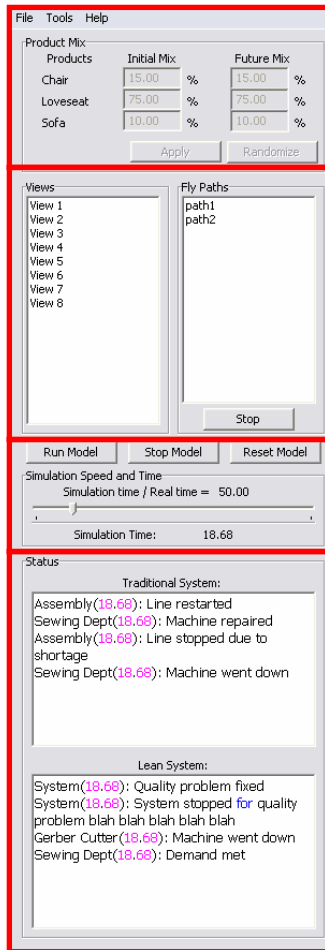 File Tools Help
Product Mix
Products Initial Mix Future Mix
Chair 15.00 % 15.00 %
Loveseat 75.00 % 75.00 %
Sofa 10.00 % 10.00 %
Apply Randomize
Views
View 1
View 2
View 3
View 4
View 5
View 6
View 7
View 8
Fly Paths
path1
path2
Stop
Run Model Stop Model Reset Model
Simulation Speed and Time
Simulation time / Real time = 50.00
Simulation Time: 18.68
Status
Traditional System:
Assembly(18.68): Line restarted
Sewing Dept(18.68): Machine repaired
Assembly(18.68): Line stopped due to
shortage
Sewing Dept(18.68): Machine went down
Lean System:
System(18.68): Quality problem fixed
System(18.68): System stopped for quality
problem blah blah blah blah blah
Gerber Cutter(18.68): Machine went down
Sewing Dept(18.68): Demand met